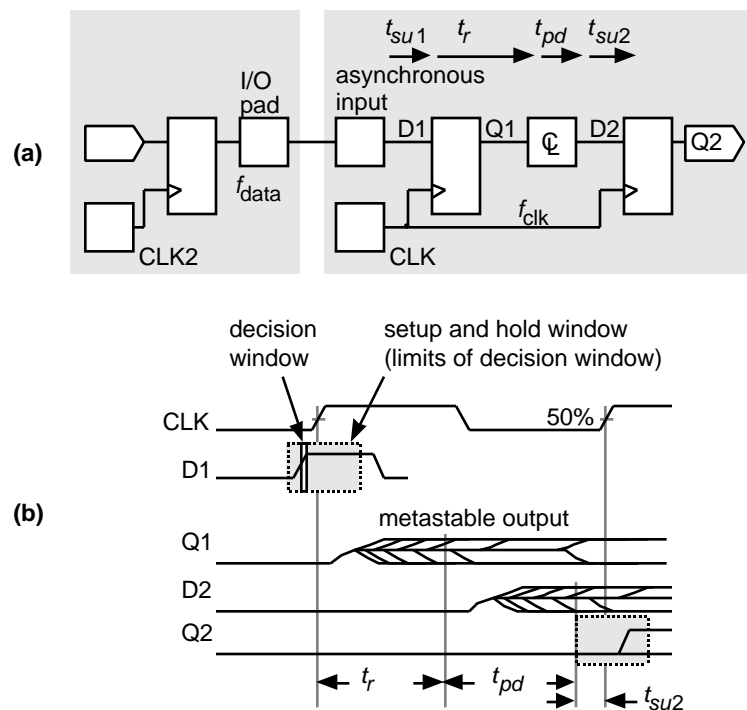 t_su1 t_r t_pd t_su2
I/O pad
asynchronous input
(a)
D1 Q1 CL D2 Q2
f_data
f_clk
CLK2 CLK
decision window
setup and hold window
(limits of decision window)
CLK 50%
D1
(b)
metastable output
Q1
D2
Q2
t_r t_pd
t_su2